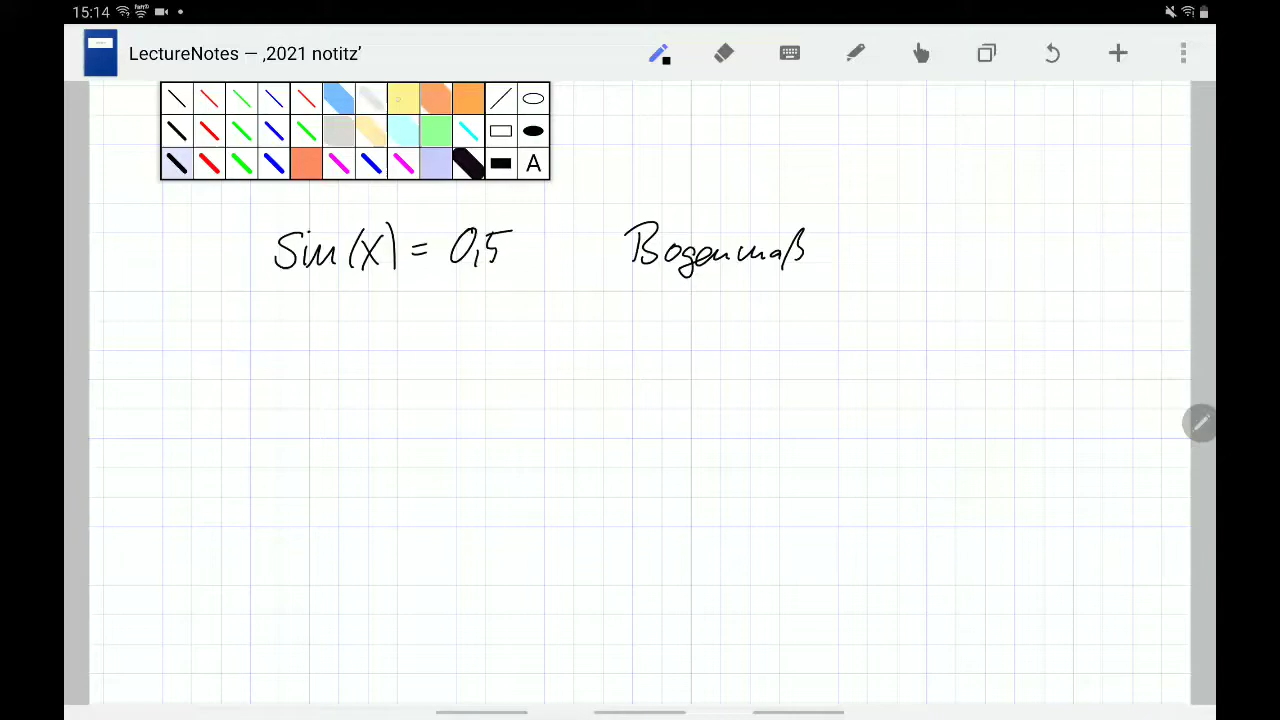 15:14
LectureNotes – ‚2021 notitz’
A
Sin(x) = 0,5 Bogenmaß